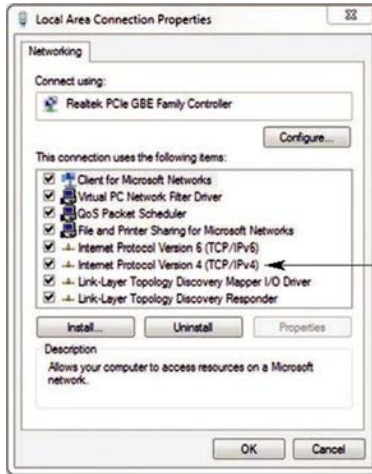 Local Area Connection Properties
Networking
Connect using:
Realtek PCIe GBE Family Controller
Configure...
This connection uses the following items:
Client for Microsoft Networks
Virtual PC Network Filter Driver
QoS Packet Scheduler
File and Printer Sharing for Microsoft Networks
Internet Protocol Version 6 (TCP/IPv6)
Internet Protocol Version 4 (TCP/IPv4)
Link-Layer Topology Discovery Mapper I/O Driver
Link-Layer Topology Discovery Responder
Install... Uninstall Properties
Description
Allows your computer to access resources on a Microsoft
network.
OK Cancel